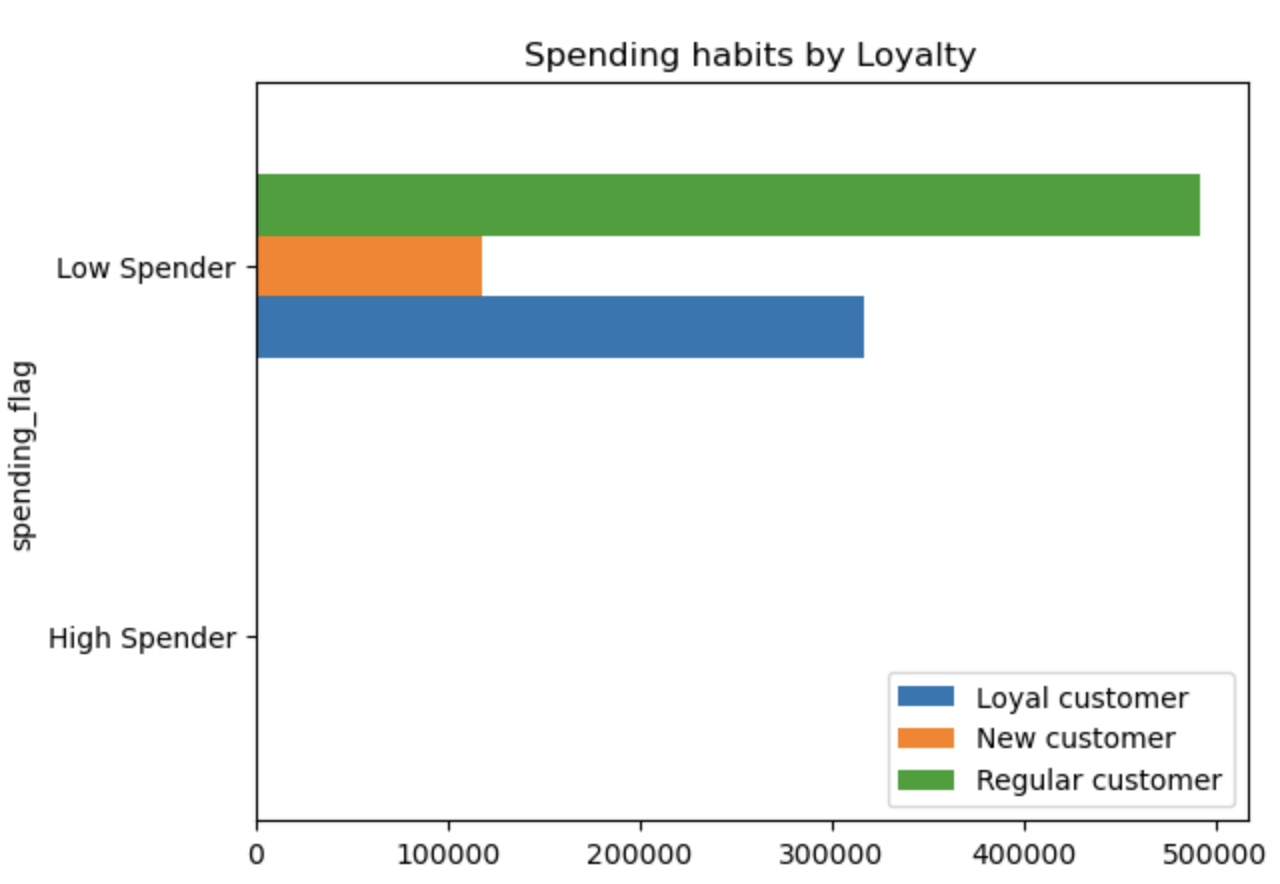 Spending habits by Loyalty
Low Spender
High Spender
spending_flag
Loyal customer
New customer
Regular customer
0 100000 200000 300000 400000 500000